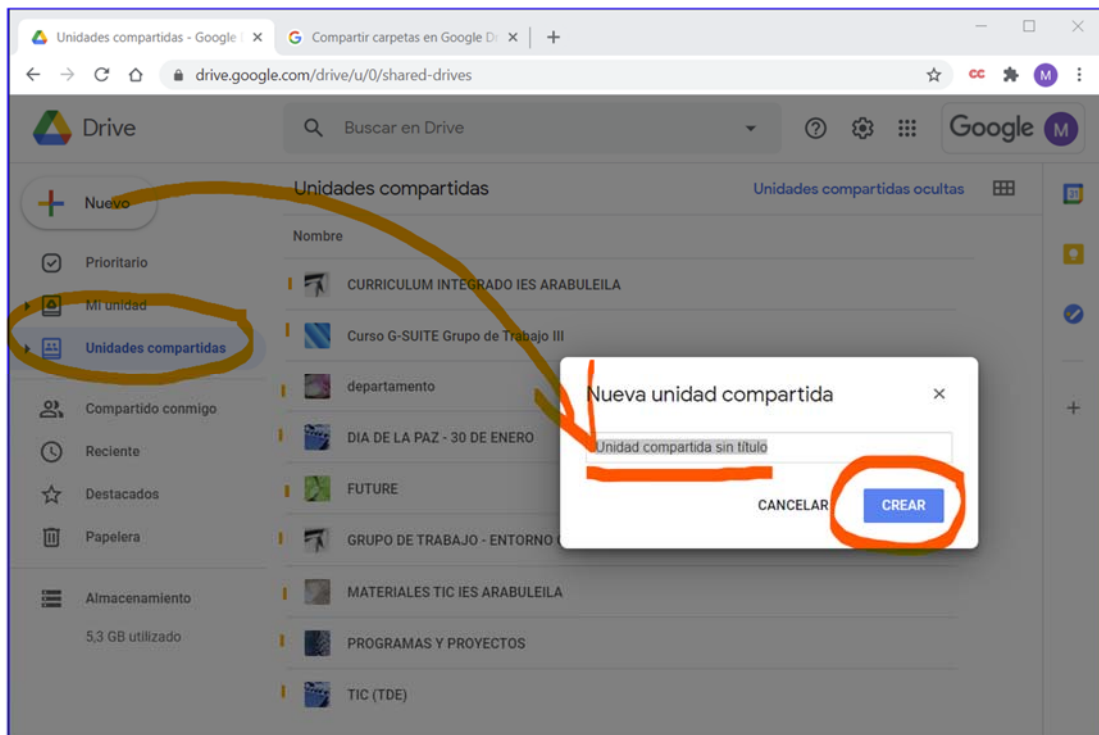 Unidades compartidas - Google
Compartir carpetas en Google Dr
drive.google.com/drive/u/0/shared-drives
CC
M
Drive
Buscar en Drive
Google
M
Nuevo
Unidades compartidas
Unidades compartidas ocultas
31
Nombre
Prioritario
Mi unidad
Unidades compartidas
Compartido conmigo
Reciente
Destacados
Papelera
Almacenamiento
5,3 GB utilizado
CURRICULUM INTEGRADO IES ARABULEILA
Curso G-SUITE Grupo de Trabajo III
departamento
DIA DE LA PAZ - 30 DE ENERO
FUTURE
GRUPO DE TRABAJO - ENTORNO
MATERIALES TIC IES ARABULEILA
PROGRAMAS Y PROYECTOS
TIC (TDE)
Nueva unidad compartida
Unidad compartida sin título
CANCELAR
CREAR